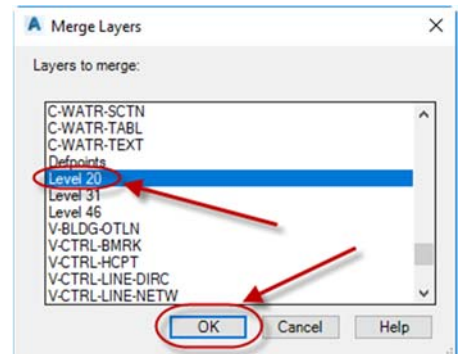 Merge Layers
Layers to merge:
C-WATR-SCTN
C-WATR-TABL
C-WATR-TEXT
Defpoints
Level 20
Level 31
Level 46
V-BLDG-OTLN
V-CTRL-BMRK
V-CTRL-HCPT
V-CTRL-LINE-DIRC
V-CTRL-LINE-NETW
OK Cancel Help